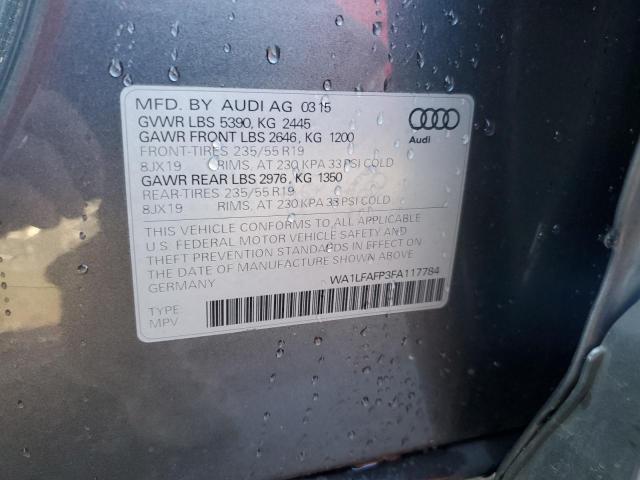 MFD. BY AUDI AG 03 15
GVWR LBS 5390, KG 2445
GAWR FRONT LBS 2646, KG 1200
FRONT-TIRES 235/55 R19
8JX19 RIMS, AT 230 KPA 33 PSI COLD
GAWR REAR LBS 2976, KG 1350
REAR-TIRES 235/55 R19
8JX19 RIMS, AT 230 KPA 33 PSI COLD
THIS VEHICLE CONFORMS TO ALL APPLICABLE
U.S. FEDERAL MOTOR VEHICLE SAFETY AND
THEFT PREVENTION STANDARDS IN EFFECT ON
THE DATE OF MANUFACTURE SHOWN ABOVE
GERMANY WA1LFAFP3FA117784
TYPE
MPV
Audi